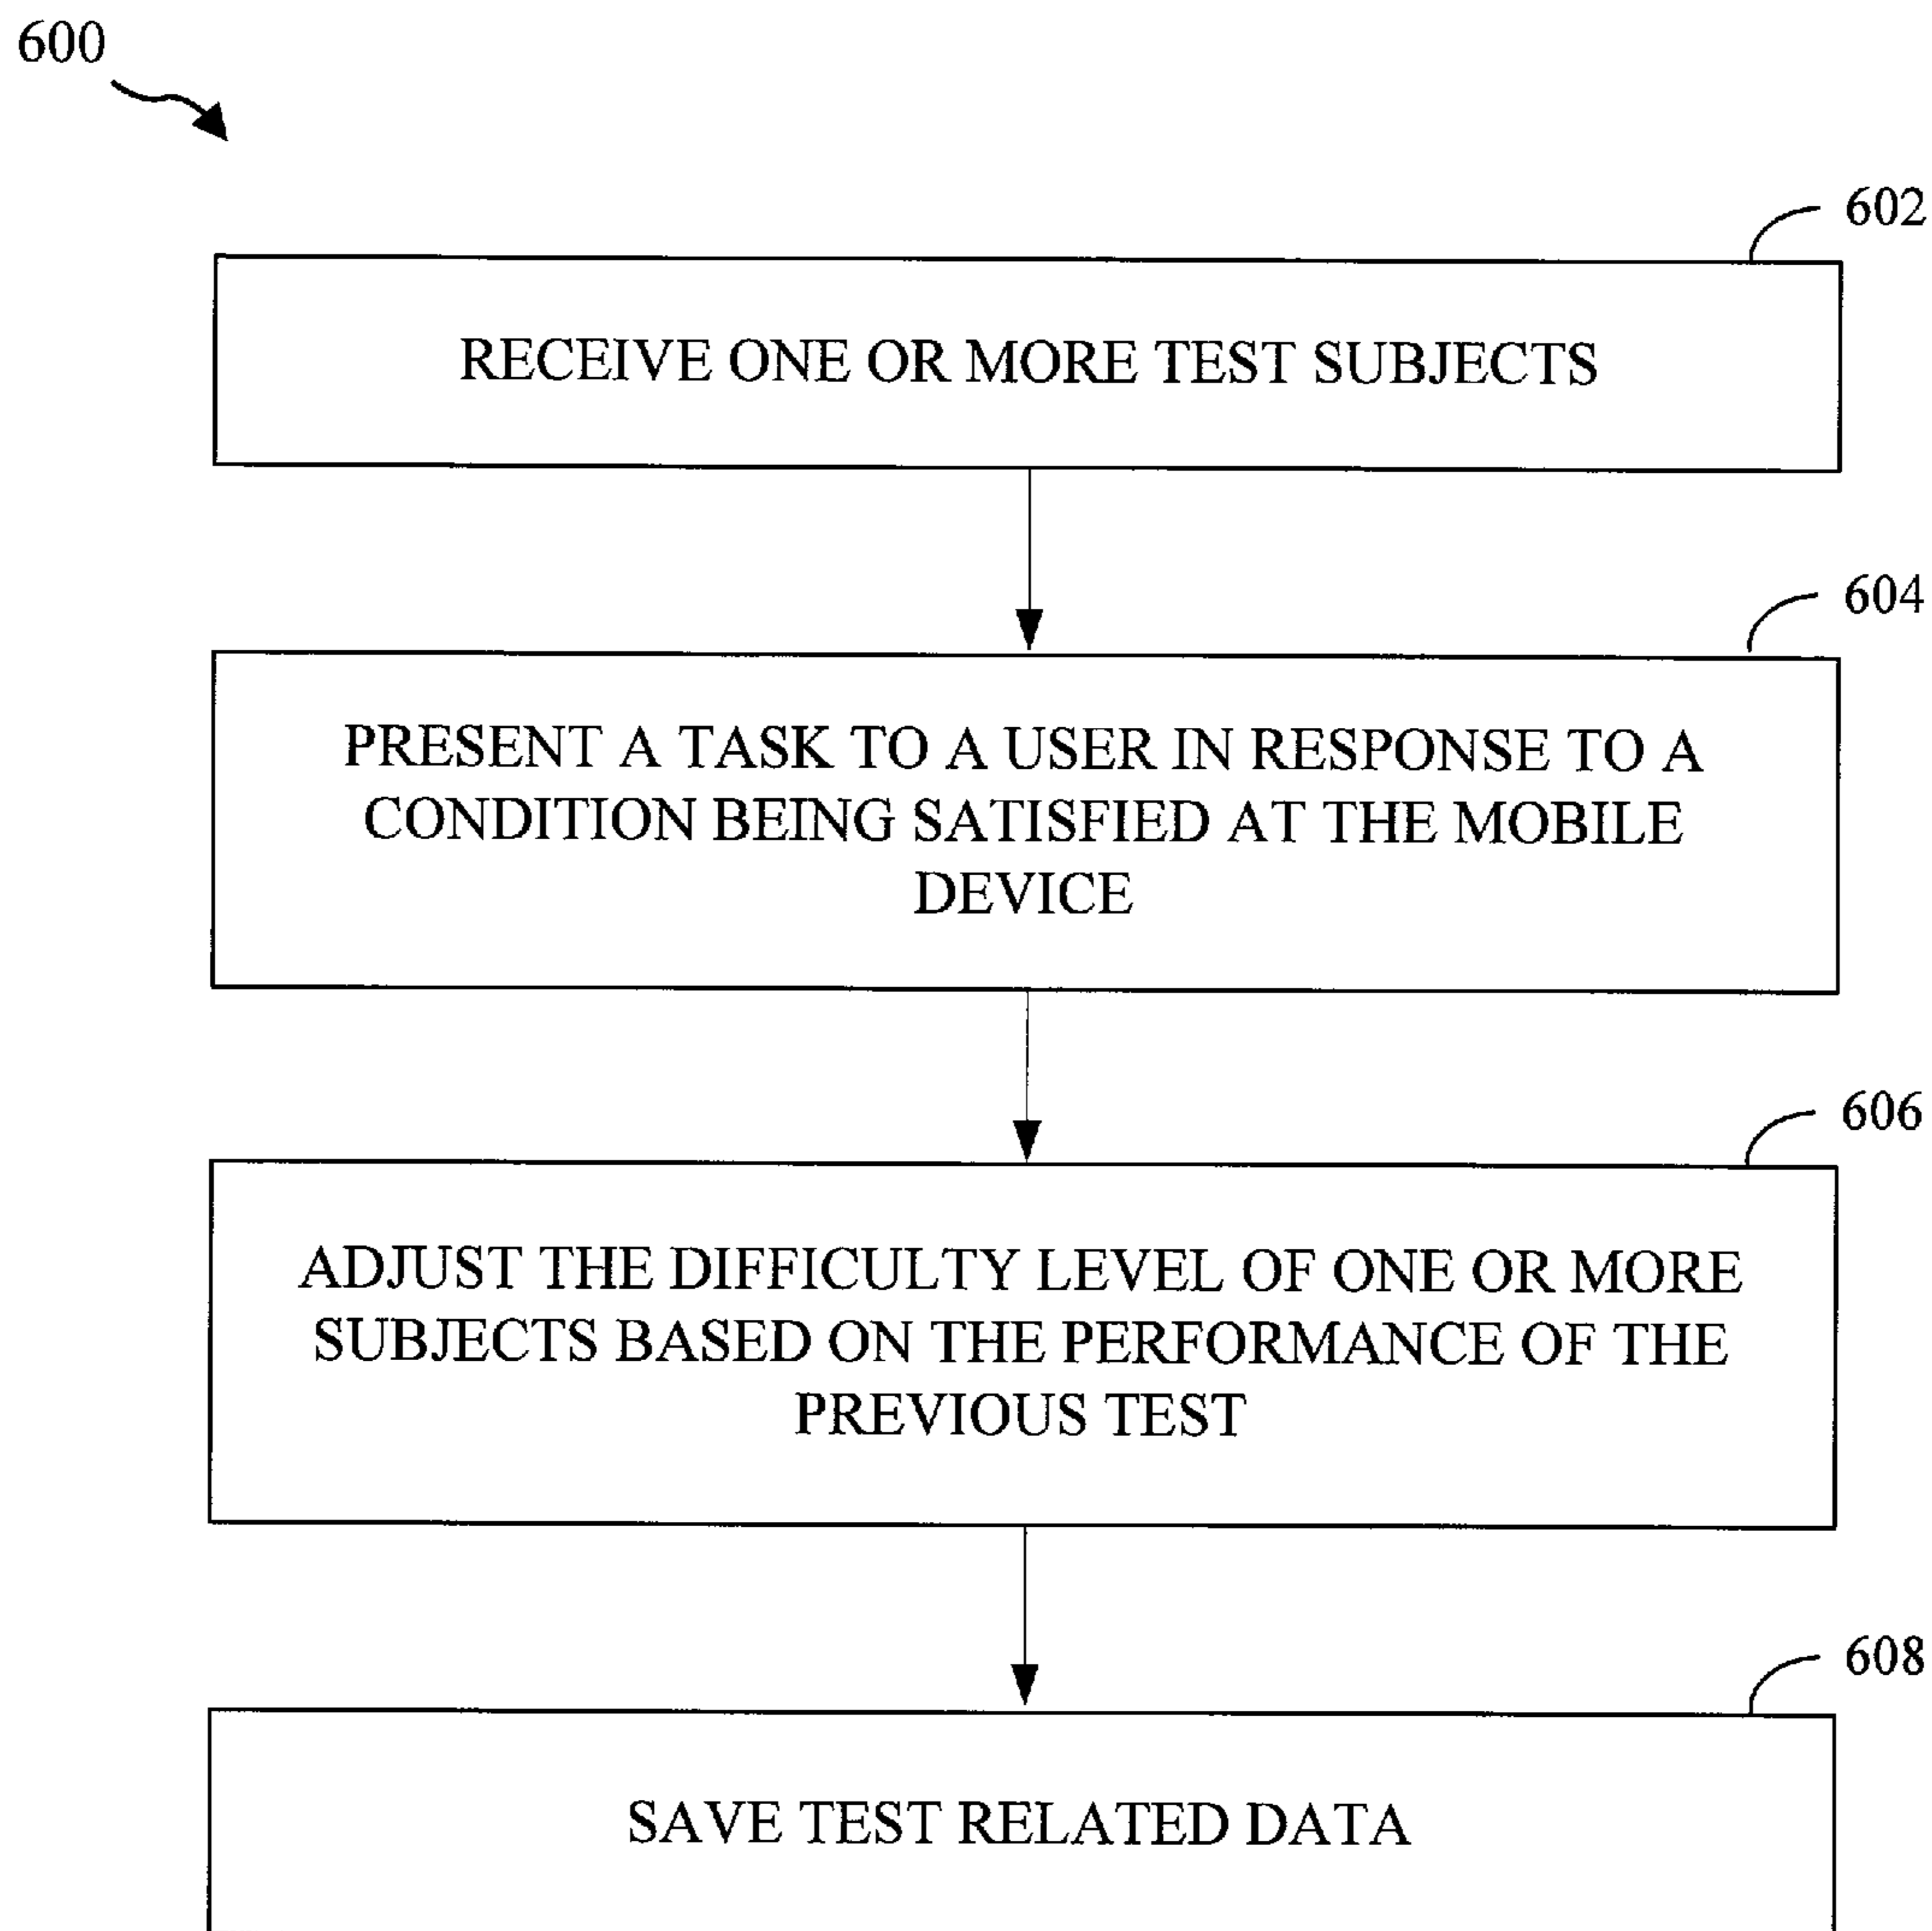 600
602
RECEIVE ONE OR MORE TEST SUBJECTS
604
PRESENT A TASK TO A USER IN RESPONSE TO A
CONDITION BEING SATISFIED AT THE MOBILE
DEVICE
606
ADJUST THE DIFFICULTY LEVEL OF ONE OR MORE
SUBJECTS BASED ON THE PERFORMANCE OF THE
PREVIOUS TEST
608
SAVE TEST RELATED DATA